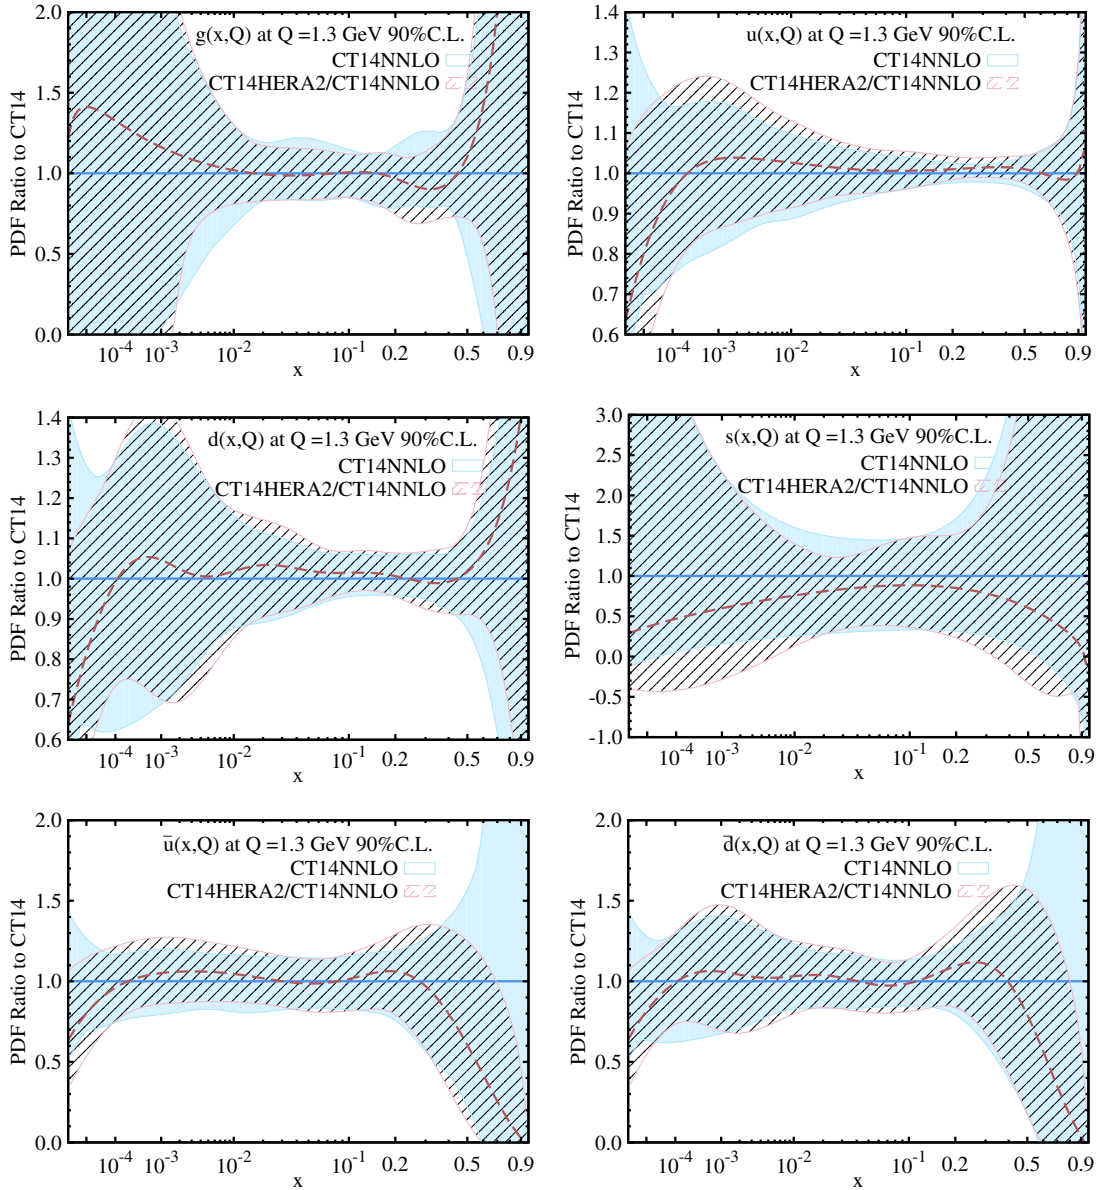 g(x,Q) at Q =1.3 GeV 90%C.L.
CT14NNLO
CT14HERA2/CT14NNLO
PDF Ratio to CT14
2.0
1.5
1.0
0.5
0.0
10-4 10-3 10-2 10-1 0.2 0.5 0.9
x
u(x,Q) at Q =1.3 GeV 90%C.L.
CT14NNLO
CT14HERA2/CT14NNLO
PDF Ratio to CT14
1.4
1.3
1.2
1.1
1.0
0.9
0.8
0.7
0.6
10-4 10-3 10-2 10-1 0.2 0.5 0.9
x
d(x,Q) at Q =1.3 GeV 90%C.L.
CT14NNLO
CT14HERA2/CT14NNLO
PDF Ratio to CT14
1.4
1.3
1.2
1.1
1.0
0.9
0.8
0.7
0.6
10-4 10-3 10-2 10-1 0.2 0.5 0.9
x
s(x,Q) at Q =1.3 GeV 90%C.L.
CT14NNLO
CT14HERA2/CT14NNLO
PDF Ratio to CT14
3.0
2.5
2.0
1.5
1.0
0.5
0.0
-0.5
-1.0
10-4 10-3 10-2 10-1 0.2 0.5 0.9
x
ū(x,Q) at Q =1.3 GeV 90%C.L.
CT14NNLO
CT14HERA2/CT14NNLO
PDF Ratio to CT14
2.0
1.5
1.0
0.5
0.0
10-4 10-3 10-2 10-1 0.2 0.5 0.9
x
d̄(x,Q) at Q =1.3 GeV 90%C.L.
CT14NNLO
CT14HERA2/CT14NNLO
PDF Ratio to CT14
2.0
1.5
1.0
0.5
0.0
10-4 10-3 10-2 10-1 0.2 0.5 0.9
x